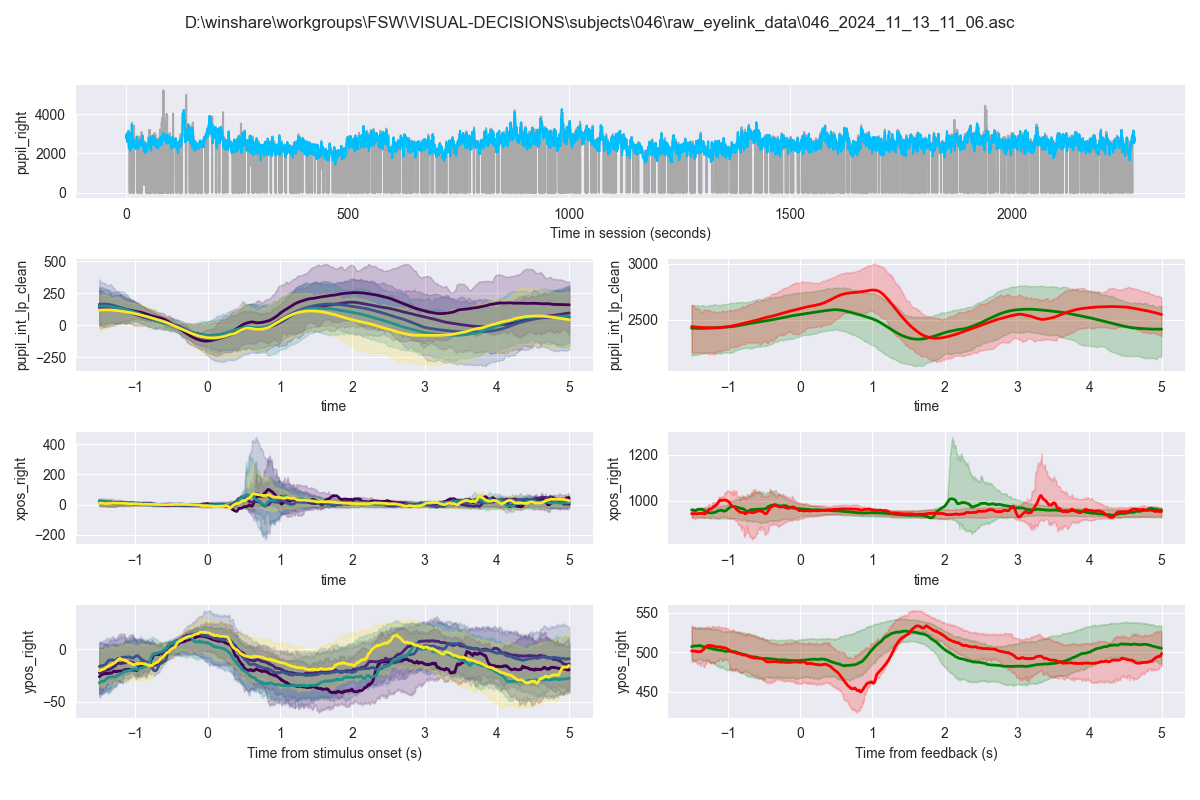 D:\winshare\workgroups\FSW\VISUAL-DECISIONS\subjects\046\raw_eyelink_data\046_2024_11_13_11_06.asc
pupil_right
4000
2000
0
0 500 1000 1500 2000
Time in session (seconds)
pupil_int_lp_clean
500
250
0
−250
−1 0 1 2 3 4 5
time
pupil_int_lp_clean
3000
2500
−1 0 1 2 3 4 5
time
xpos_right
400
200
0
−200
−1 0 1 2 3 4 5
time
xpos_right
1200
1000
−1 0 1 2 3 4 5
time
ypos_right
0
−50
−1 0 1 2 3 4 5
Time from stimulus onset (s)
ypos_right
550
500
450
−1 0 1 2 3 4 5
Time from feedback (s)